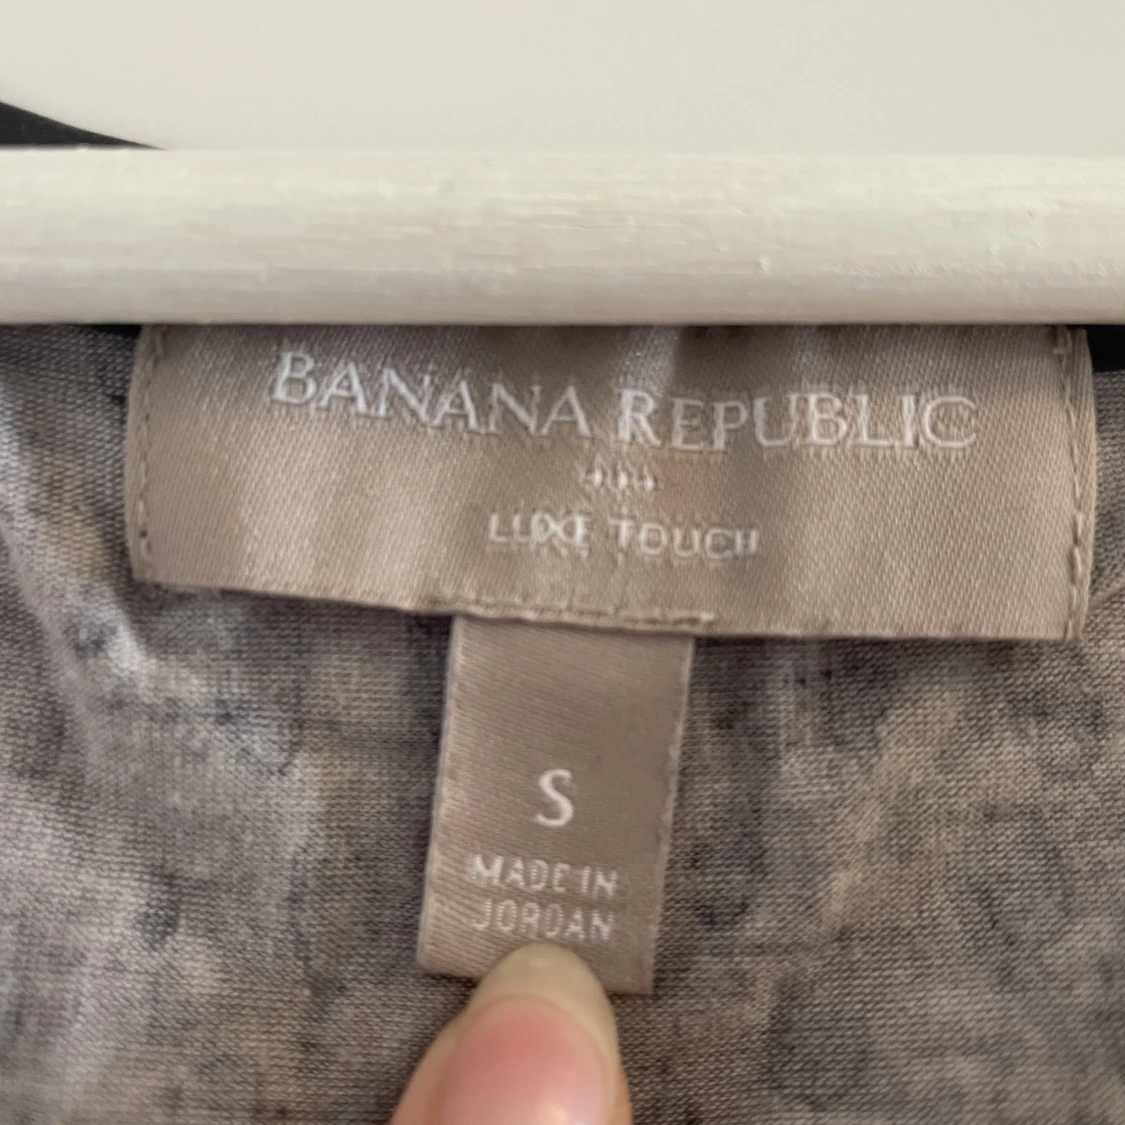 BANANA REPUBLIC
LUXE TOUCH
S
MADE IN
JORDAN